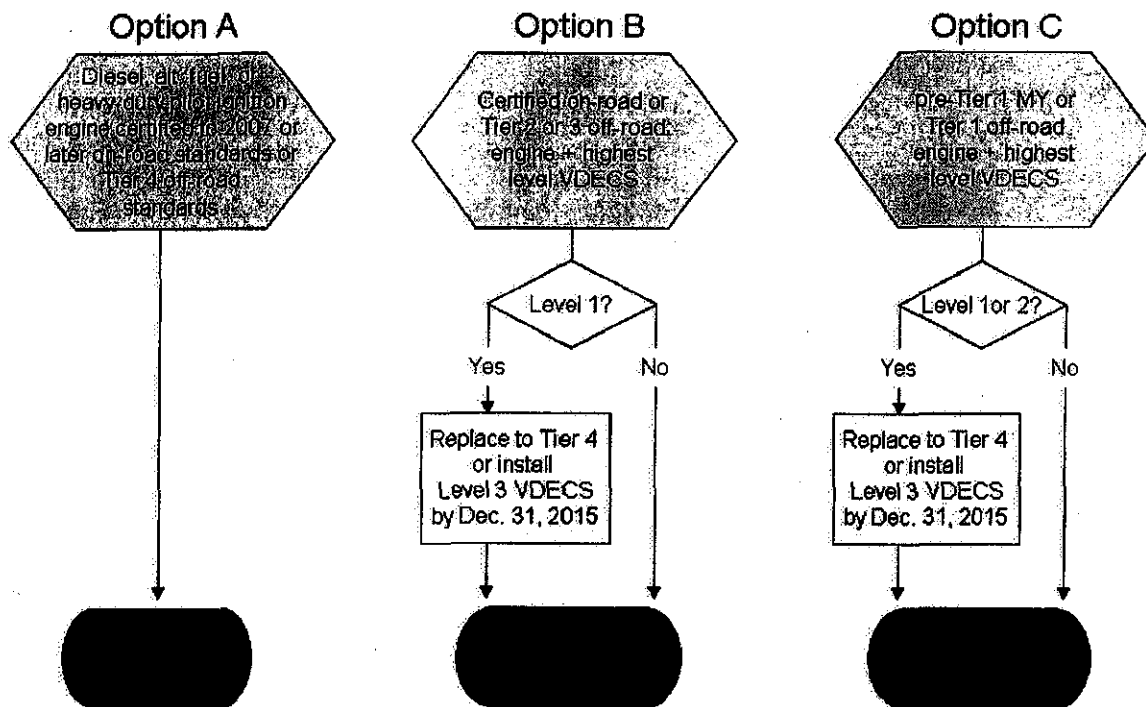 Option A
Diesel, alt fuel, or
heavy duty pilot ignition
engine certified to 2007 or
later on-road standards or
Tier 4 off-road
standards
Option B
Certified on-road or
Tier 2 or 3 off-road
engine + highest
level VDECS
Level 1?
Yes
No
Replace to Tier 4
or install
Level 3 VDECS
by Dec. 31, 2015
Option C
pre-Tier 1 MY or
Tier 1 off-road
engine + highest
level VDECS
Level 1or 2?
Yes
No
Replace to Tier 4
or install
Level 3 VDECS
by Dec. 31, 2015